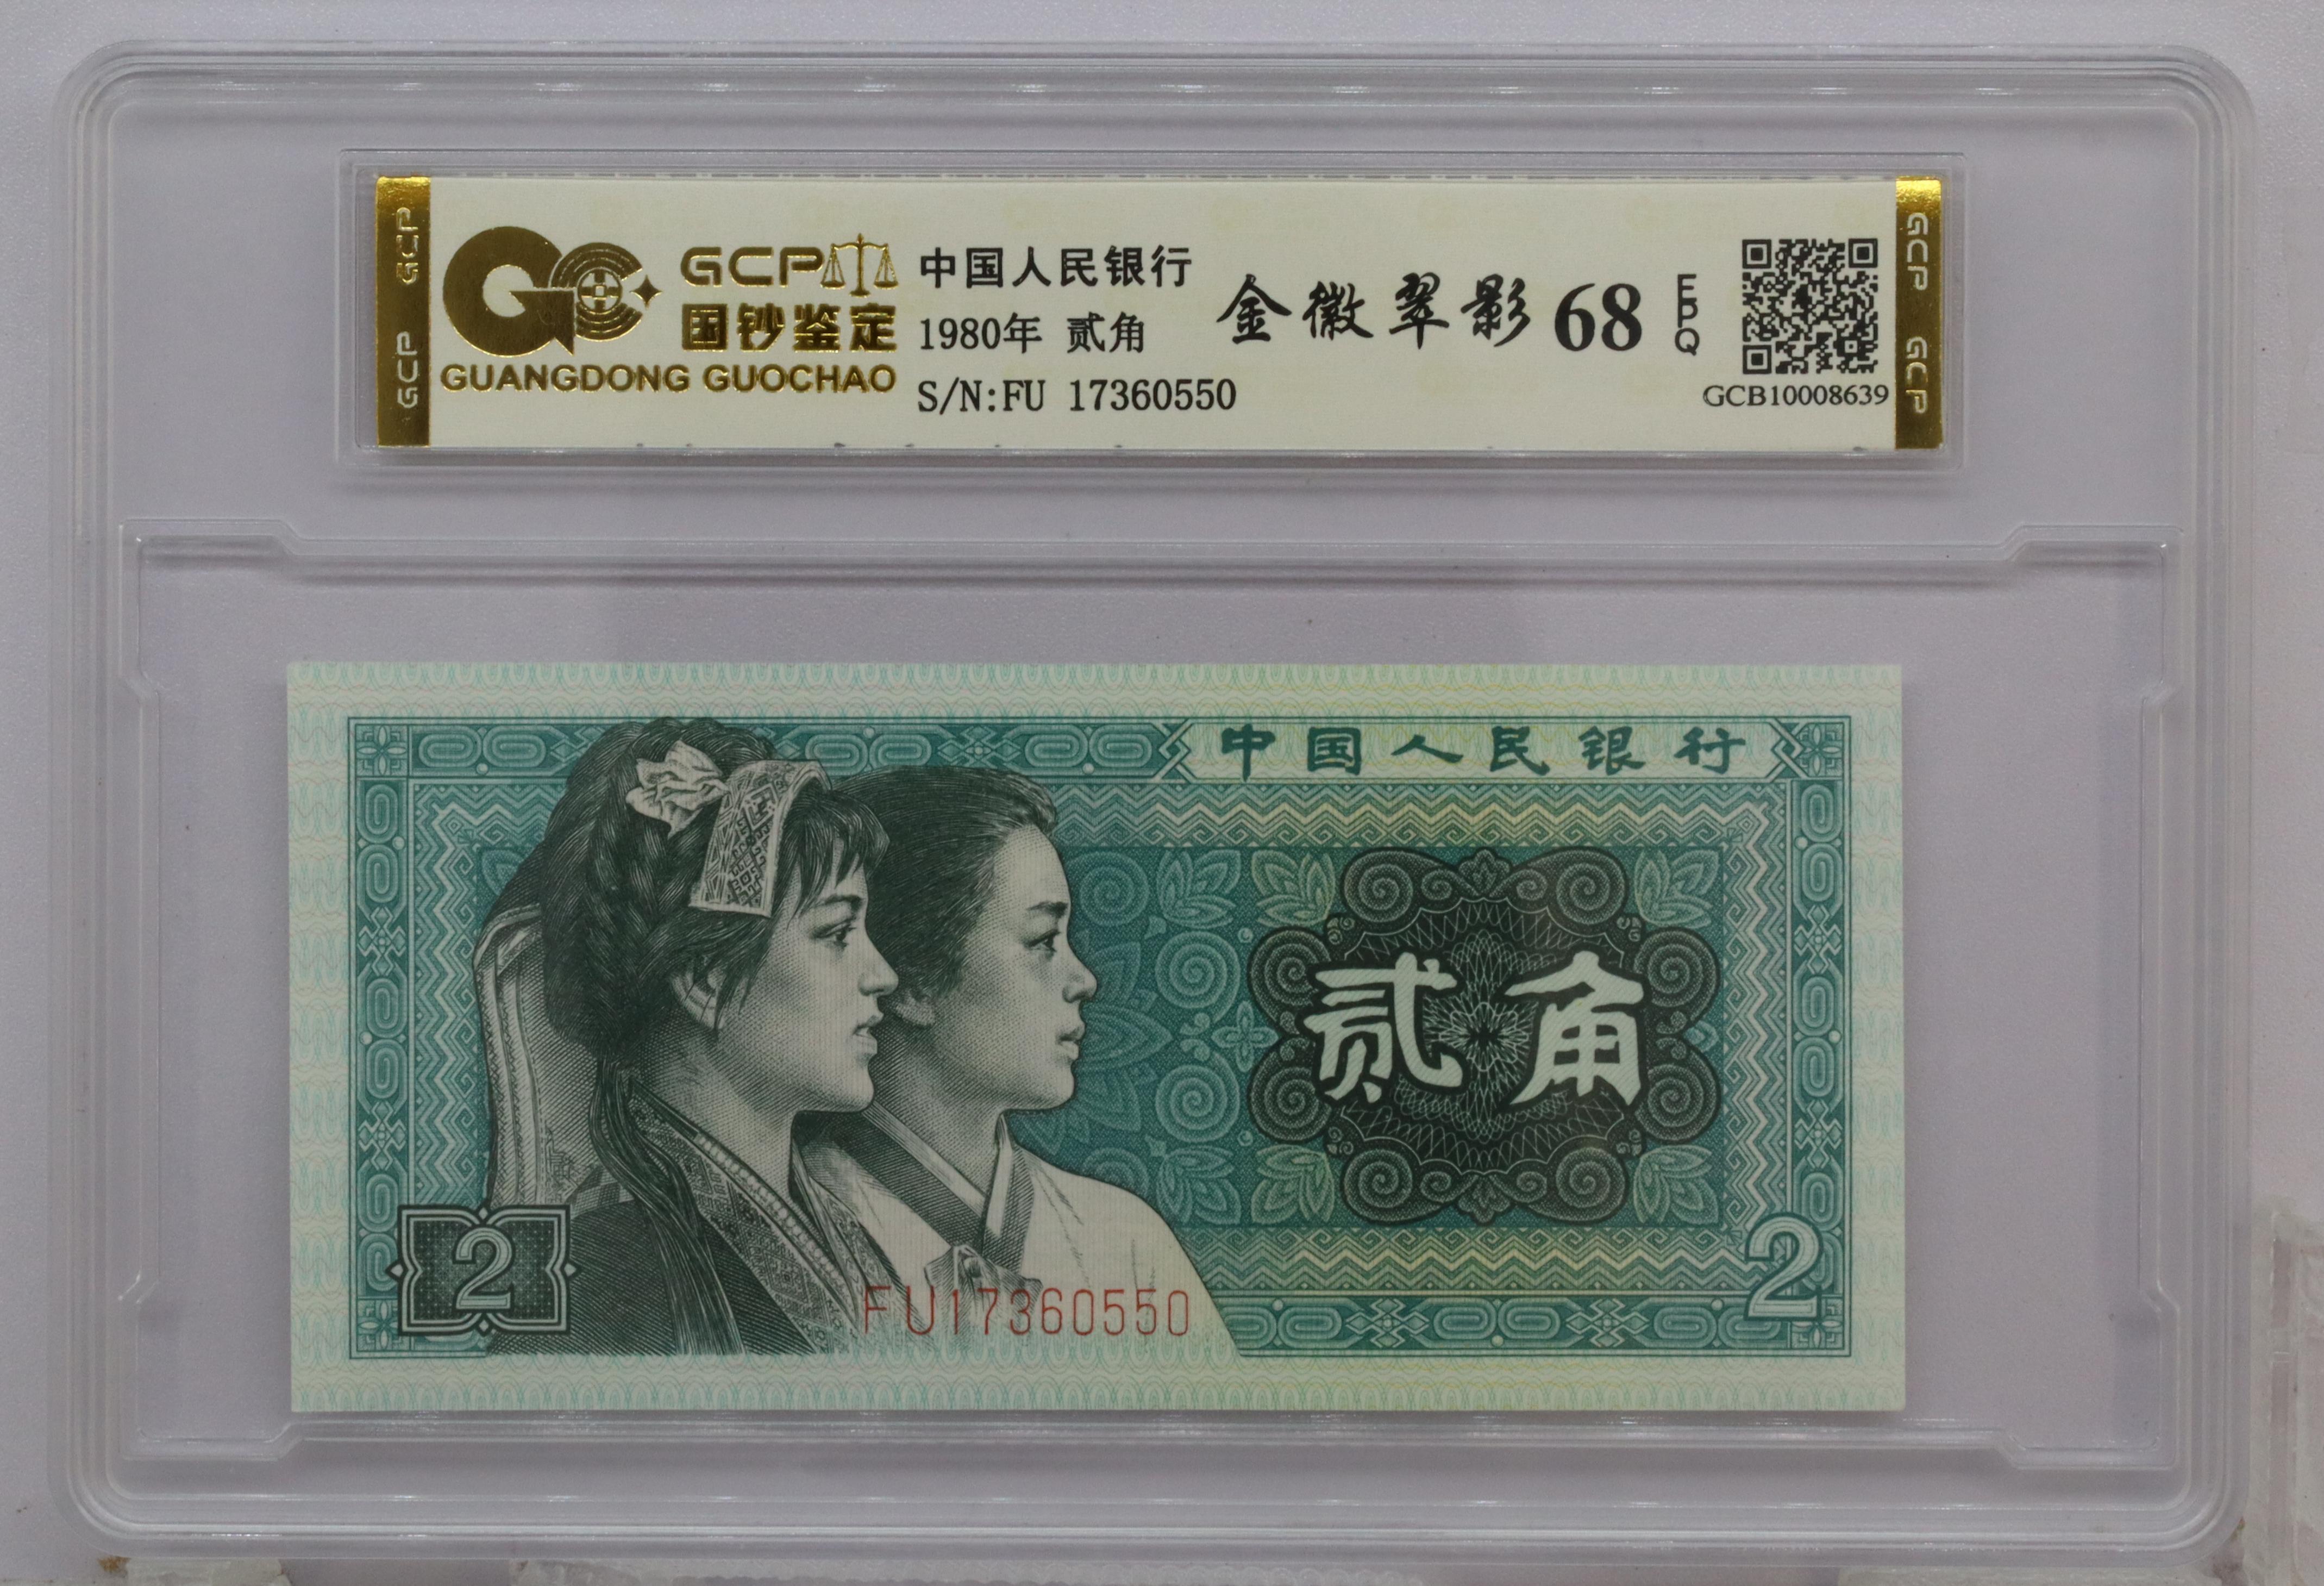 GCP GCP
GCP
国钞鉴定
GUANGDONG GUOCHAO
中国人民银行
1980年 贰角
S/N:FU 17360550
金徽翠影 68 EPQ
GCB10008639
GCP GCP
中国人民银行
贰角
2
2
FU17360550